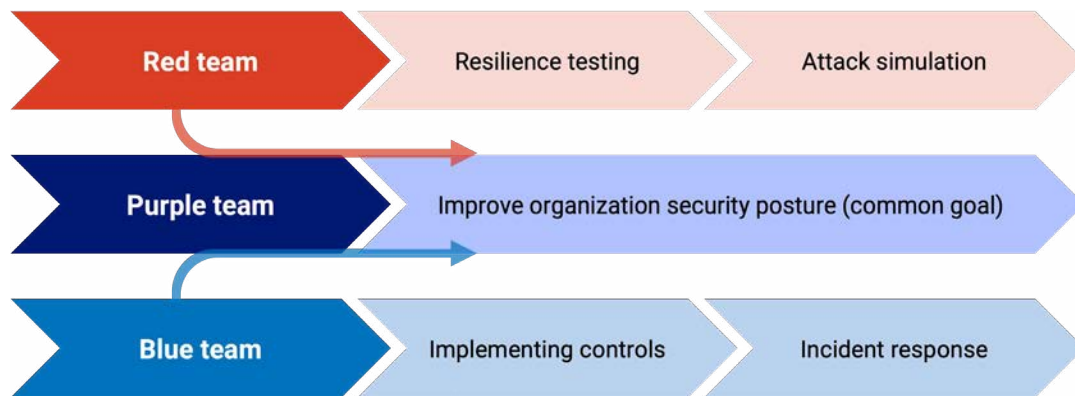 Red team
Resilience testing
Attack simulation
Purple team
Improve organization security posture (common goal)
Blue team
Implementing controls
Incident response